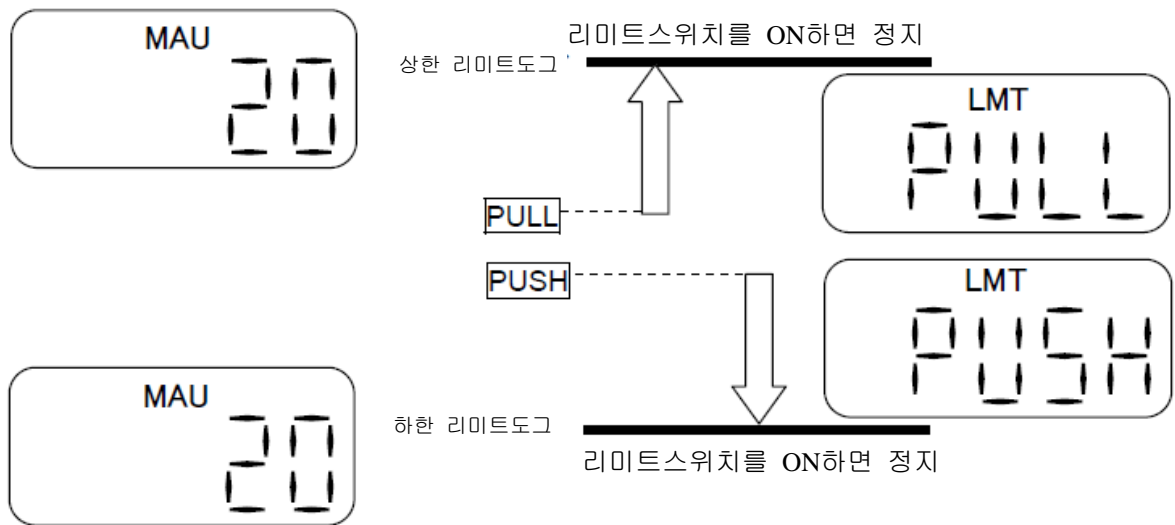 MAU
20
리미트스위치를 ON하면 정지
상한 리미트도그
LMT
PULL
PULL
PUSH
LMT
PUSH
MAU
20
하한 리미트도그
리미트스위치를 ON하면 정지